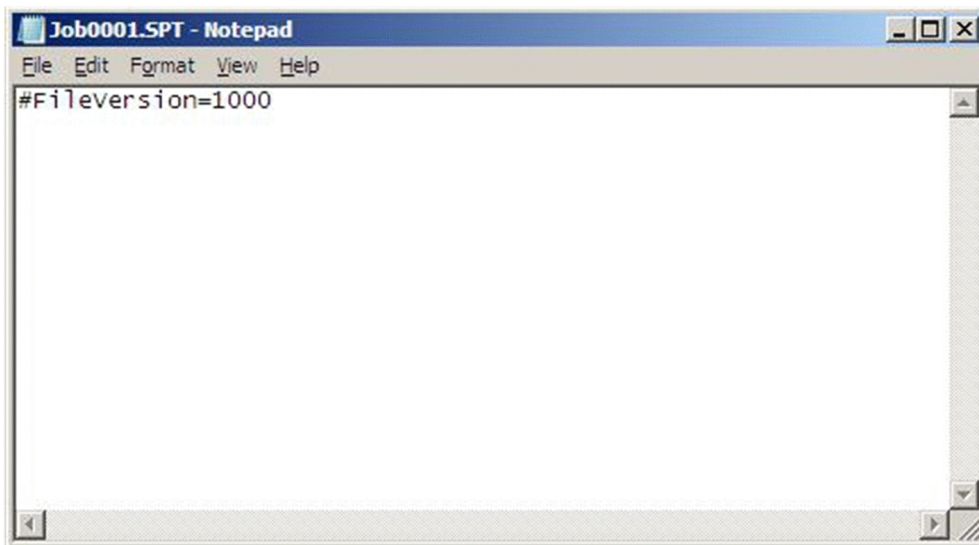 Job0001.SPT - Notepad
File Edit Format View Help
#FileVersion=1000